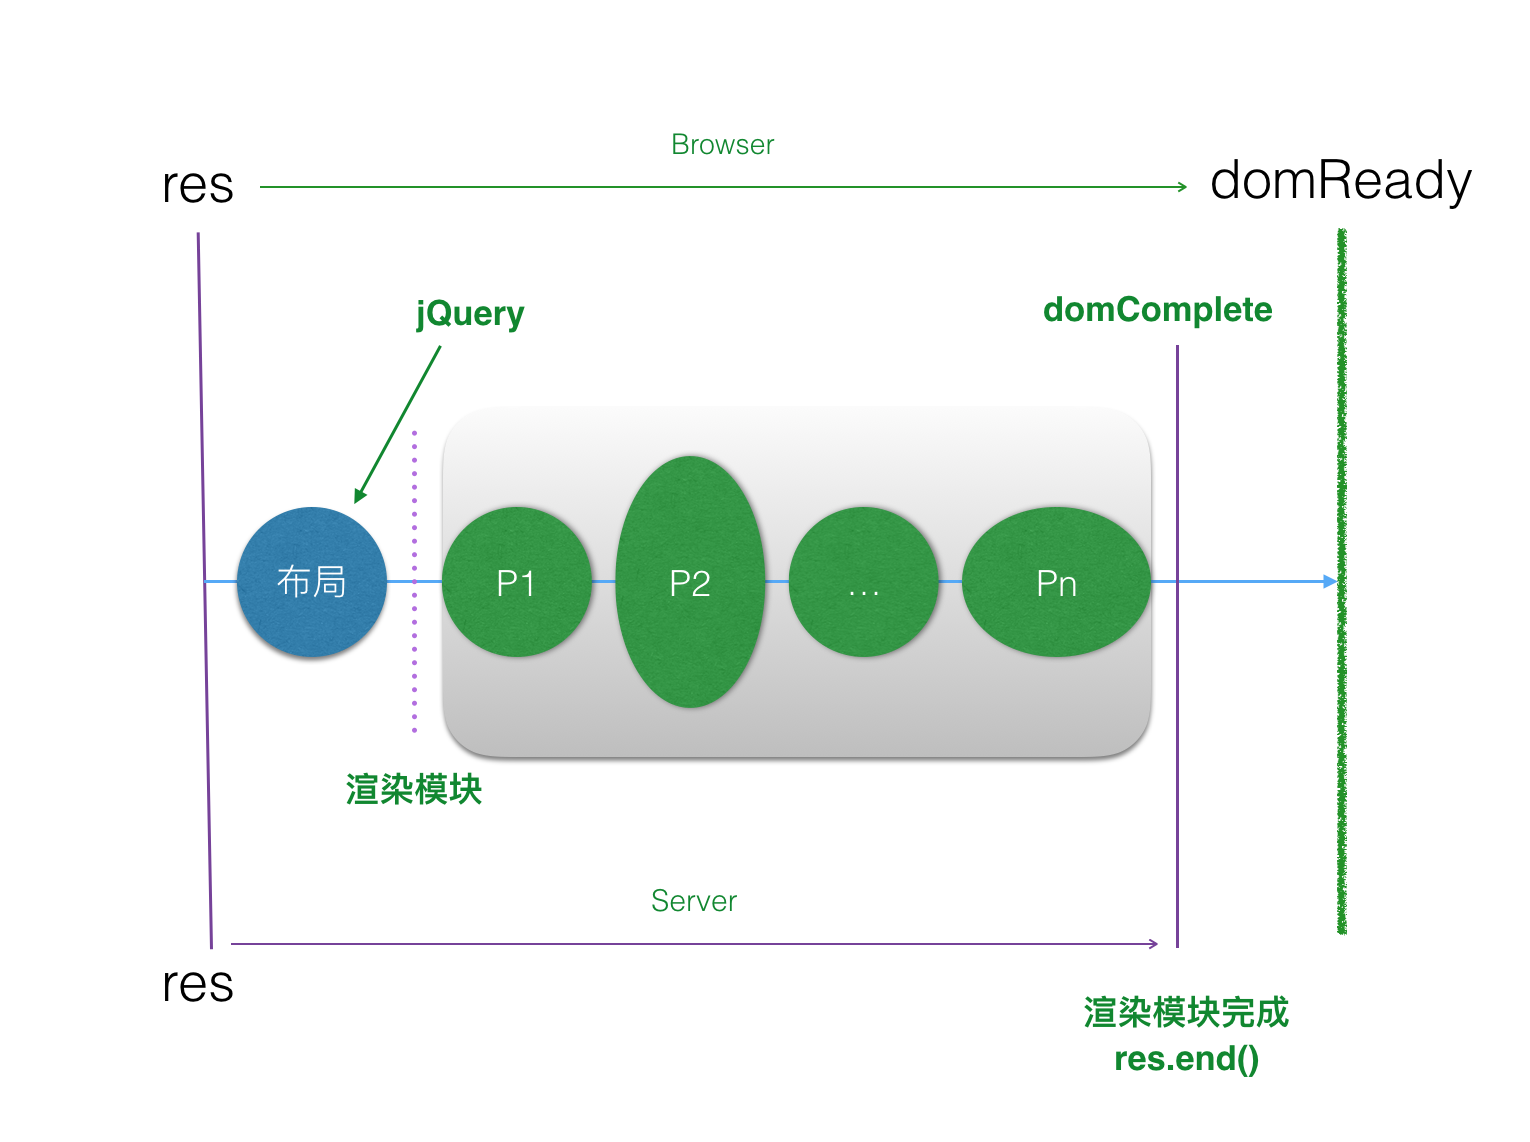 Browser
res
domReady
jQuery
domComplete
布局
P1
P2
...
Pn
渲染模块
Server
res
渲染模块完成
res.end()